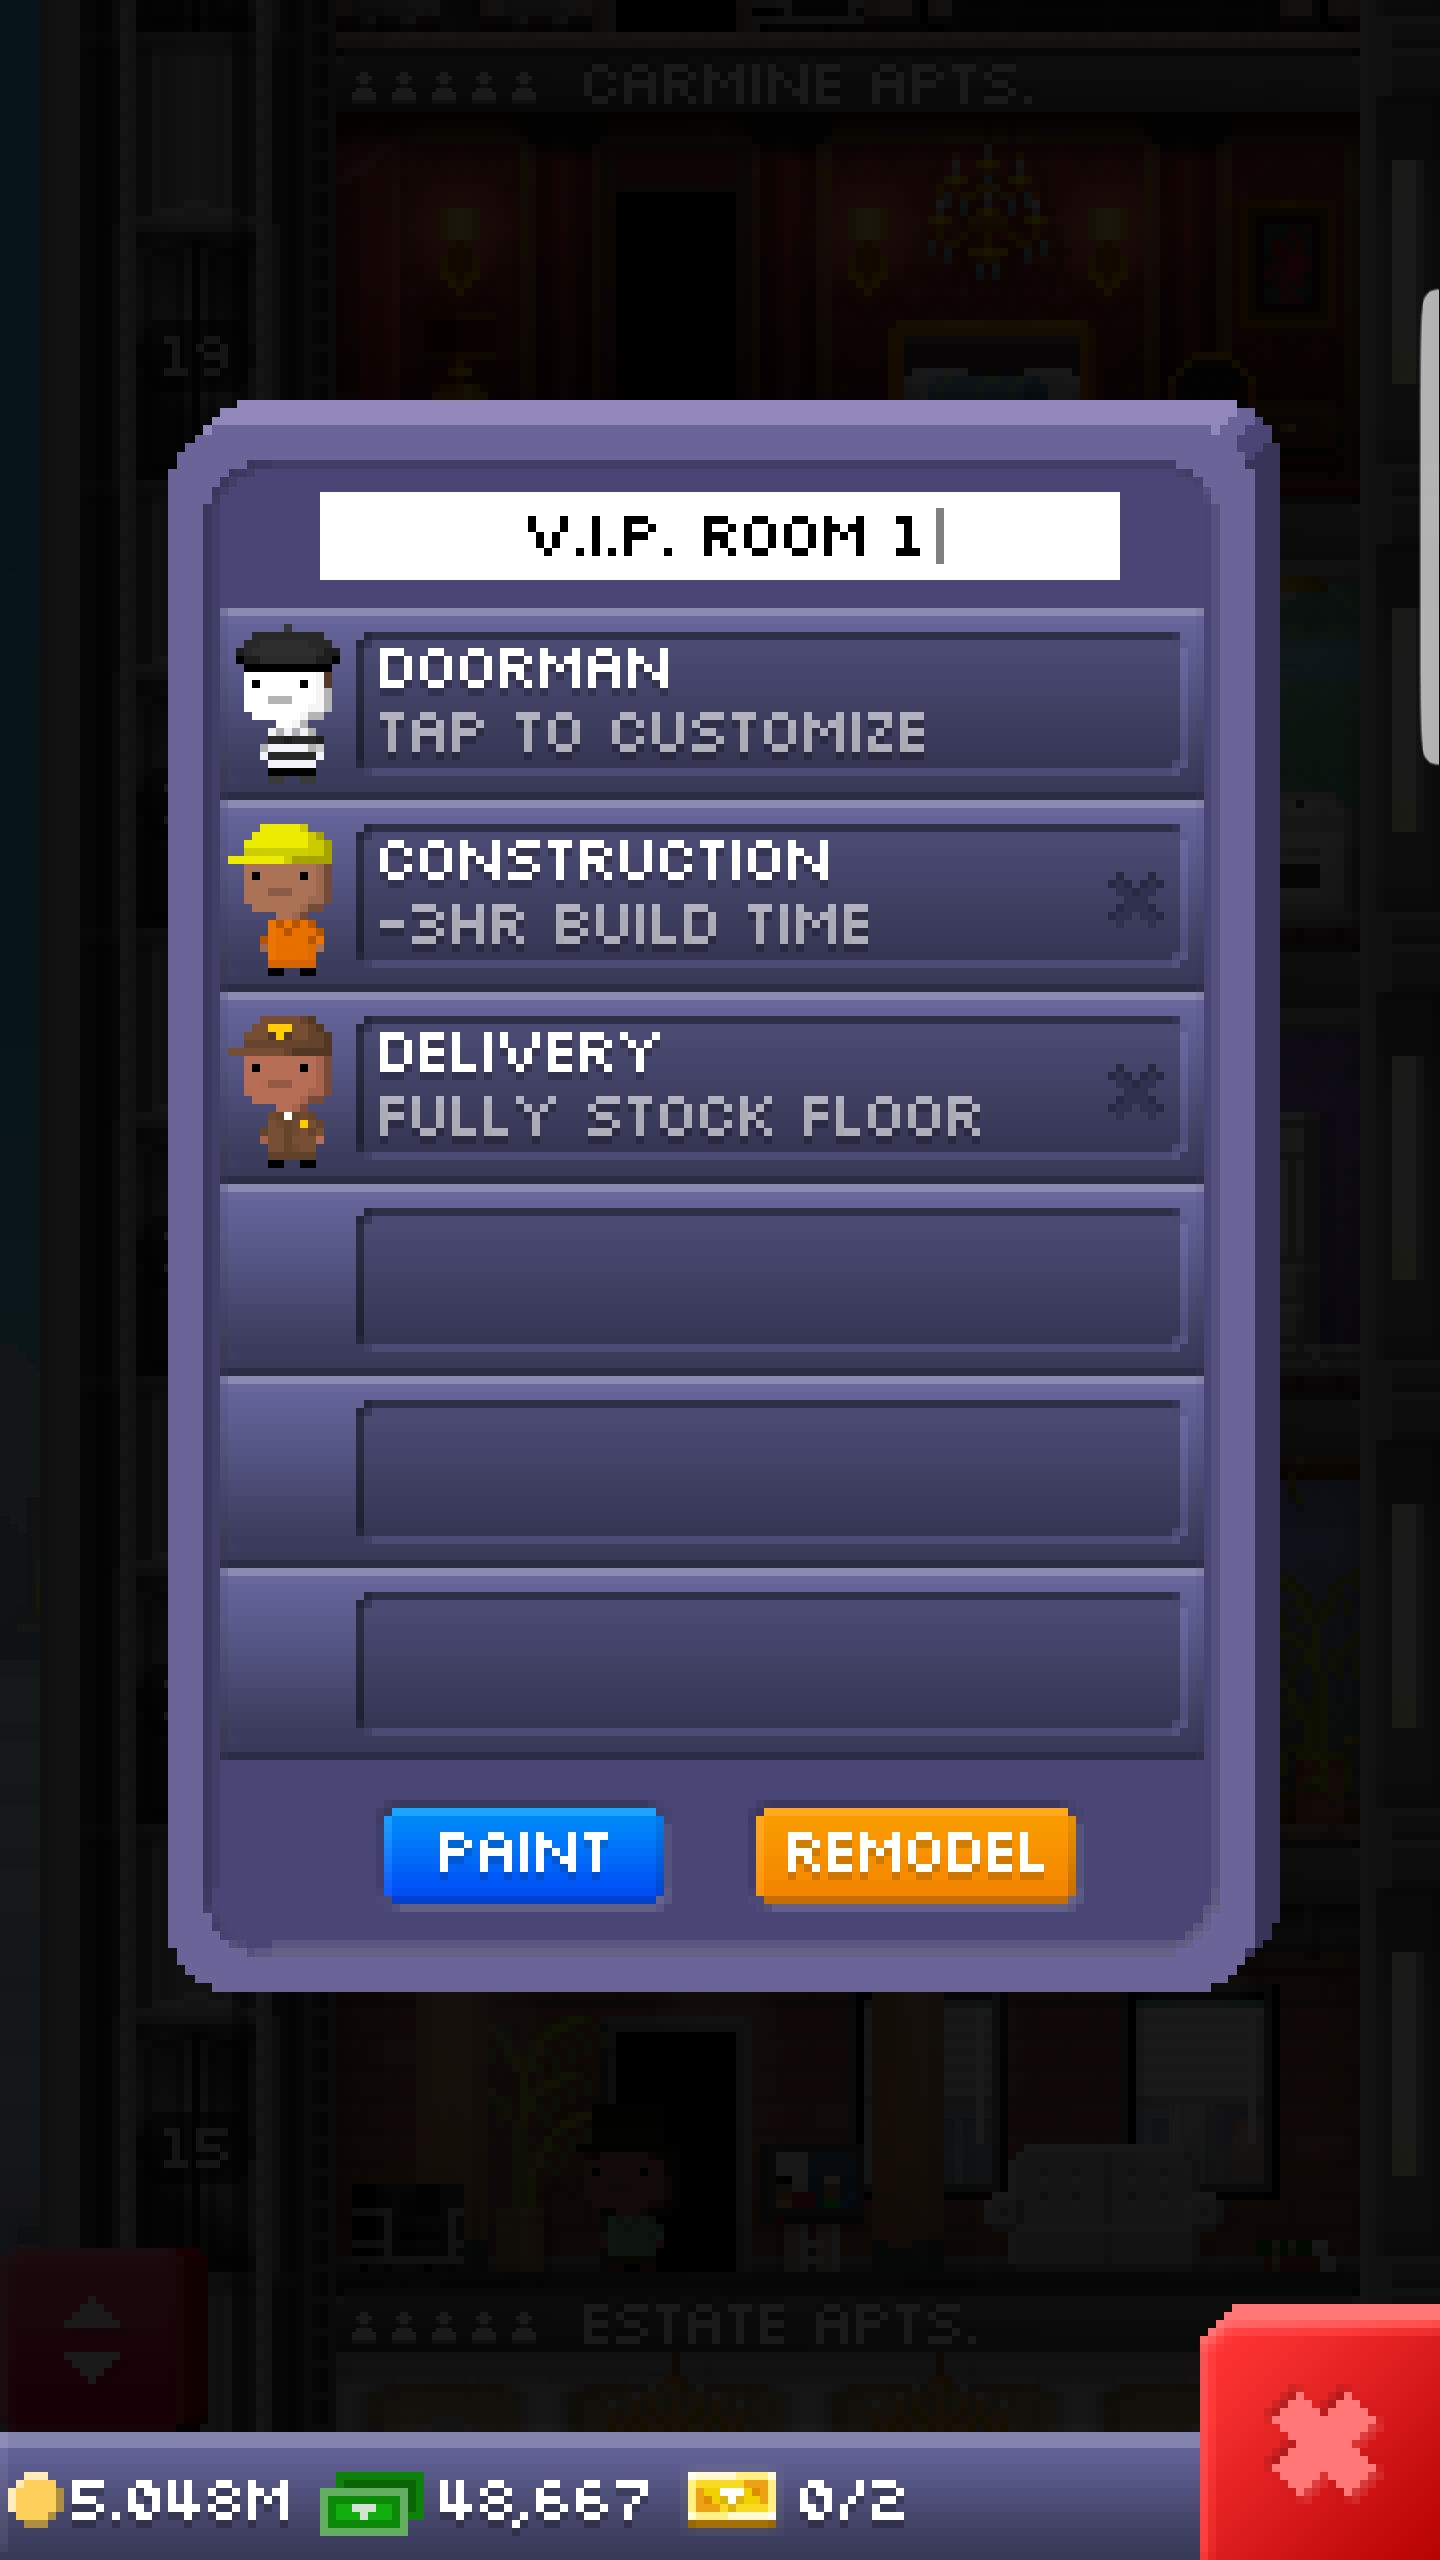 CARMINE APTS.
19
V.I.P. ROOM 1
DOORMAN
TAP TO CUSTOMIZE
CONSTRUCTION
-3HR BUILD TIME
DELIVERY
FULLY STOCK FLOOR
PAINT
REMODEL
15
ESTATE APTS.
5.048M
48,667
0/2